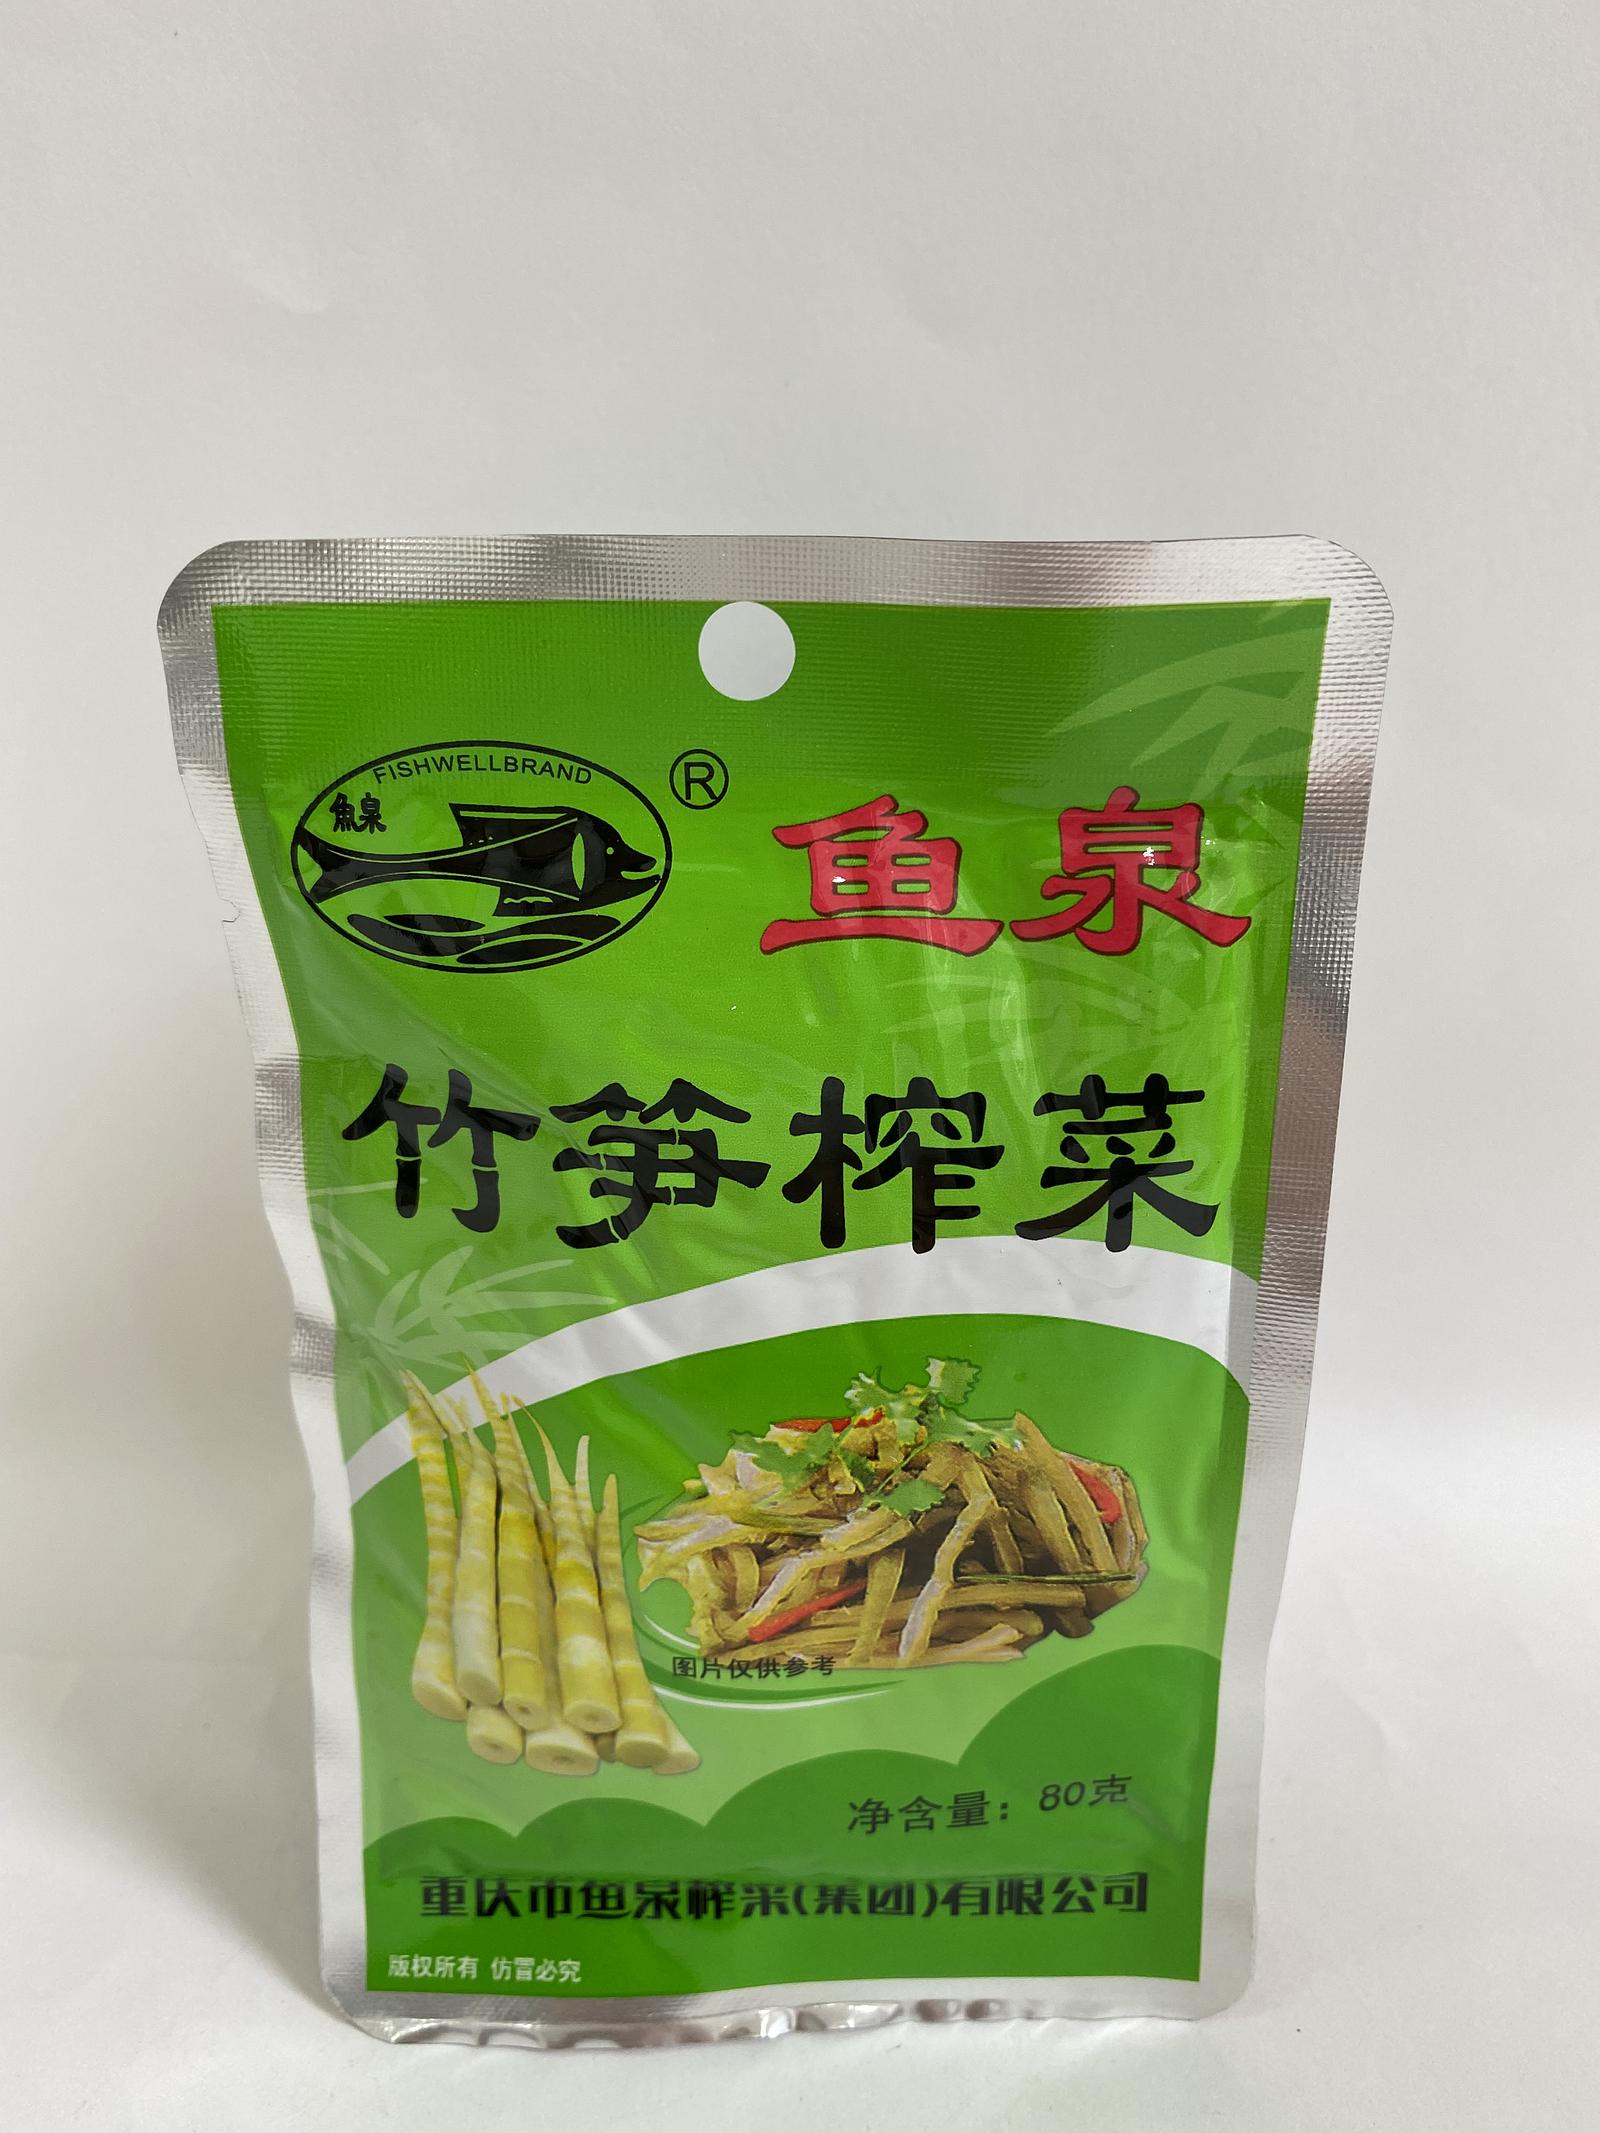 FISHWELLBRAND
魚泉
®
鱼泉
竹笋榨菜
图片仅供参考
净含量：80克
重庆市鱼泉榨菜(集团)有限公司
版权所有 仿冒必究